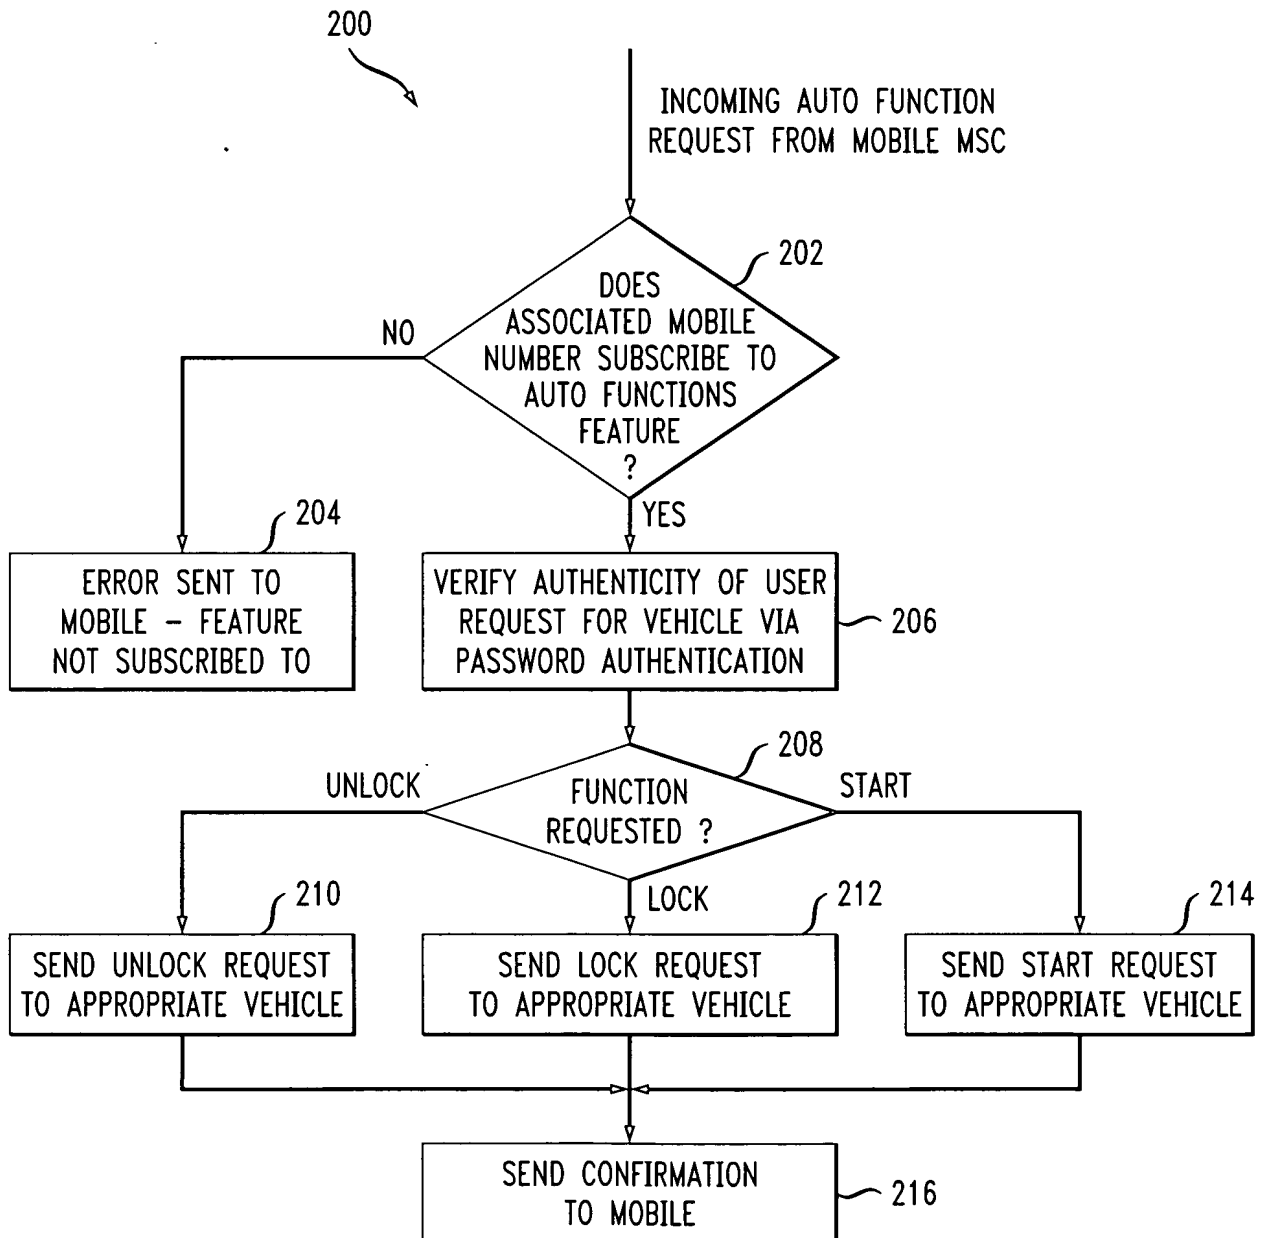 200
INCOMING AUTO FUNCTION
REQUEST FROM MOBILE MSC
202
DOES
ASSOCIATED MOBILE
NUMBER SUBSCRIBE TO
AUTO FUNCTIONS
FEATURE
?
NO
YES
204
ERROR SENT TO
MOBILE – FEATURE
NOT SUBSCRIBED TO
VERIFY AUTHENTICITY OF USER
REQUEST FOR VEHICLE VIA
PASSWORD AUTHENTICATION
206
208
FUNCTION
REQUESTED ?
UNLOCK
START
LOCK
210
SEND UNLOCK REQUEST
TO APPROPRIATE VEHICLE
212
SEND LOCK REQUEST
TO APPROPRIATE VEHICLE
214
SEND START REQUEST
TO APPROPRIATE VEHICLE
SEND CONFIRMATION
TO MOBILE
216